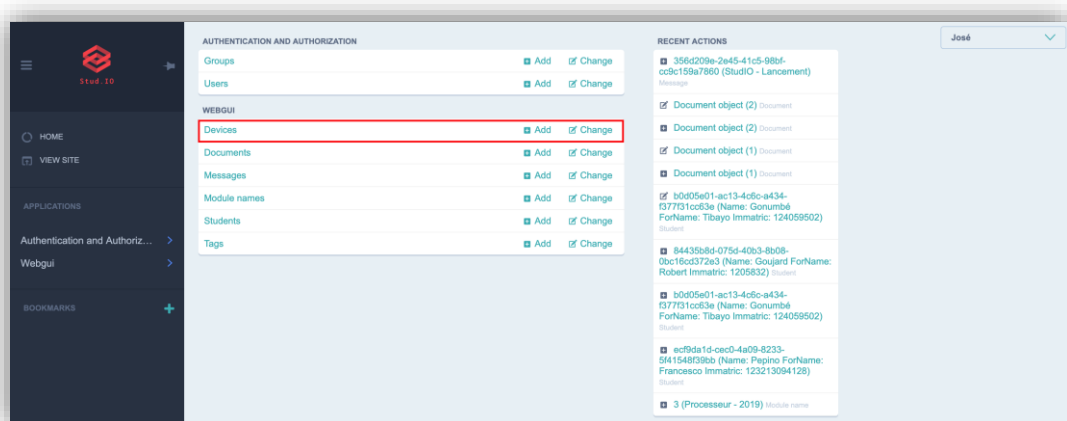 Stud.IO
HOME
VIEW SITE
APPLICATIONS
Authentication and Authoriz...
Webgui
BOOKMARKS
AUTHENTICATION AND AUTHORIZATION
Groups Add Change
Users Add Change
WEBGUI
Devices Add Change
Documents Add Change
Messages Add Change
Module names Add Change
Students Add Change
Tags Add Change
RECENT ACTIONS
356d209e-2e45-41c5-98bf-
cc9c159a7860 (StudIO - Lancement)
Message
Document object (2) Document
Document object (2) Document
Document object (1) Document
Document object (1) Document
b0d05e01-ac13-4c6c-a434-
f377f31cc63e (Name: Gonumbé
ForName: Tibayo Immatric: 124059502)
Student
84435b8d-075d-40b3-8b08-
0bc16cd372e3 (Name: Goujard ForName:
Robert Immatric: 1205832) Student
b0d05e01-ac13-4c6c-a434-
f377f31cc63e (Name: Gonumbé
ForName: Tibayo Immatric: 124059502)
Student
ecf9da1d-cec0-4a09-8233-
5f41548f39bb (Name: Pepino ForName:
Francesco Immatric: 123213094128)
Student
3 (Processeur - 2019) Module name
José